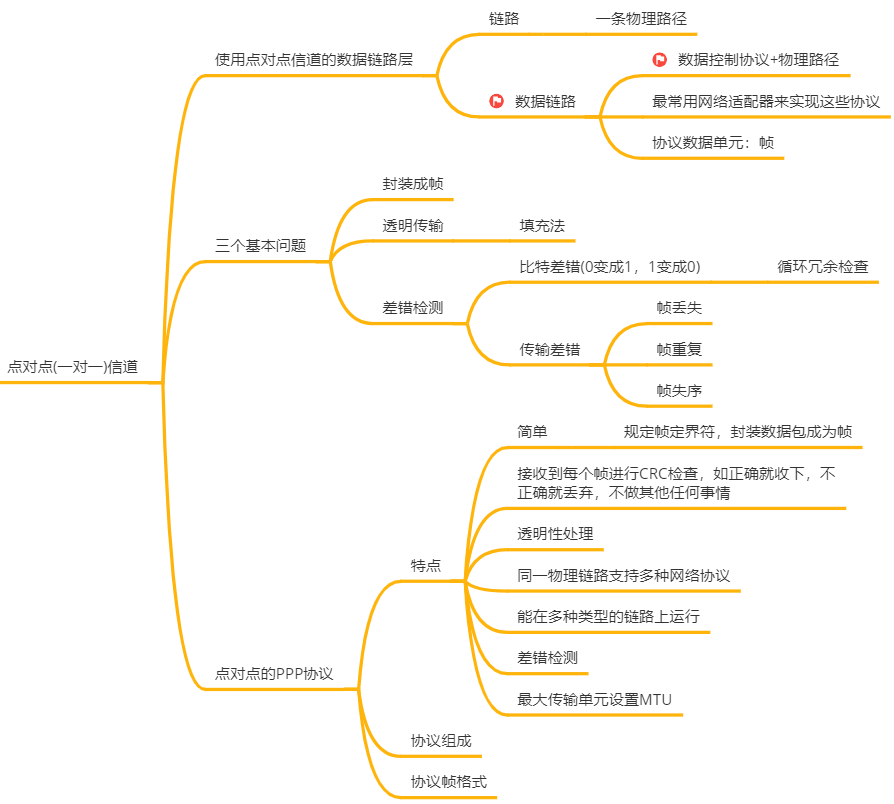 链路
一条物理路径
使用点对点信道的数据链路层
数据控制协议+物理路径
数据链路
最常用网络适配器来实现这些协议
协议数据单元：帧
封装成帧
透明传输
填充法
三个基本问题
比特差错(0变成1，1变成0)
循环冗余检查
差错检测
帧丢失
传输差错
帧重复
帧失序
点对点(一对一)信道
简单
规定帧定界符，封装数据包成为帧
接收到每个帧进行CRC检查，如正确就收下，不
正确就丢弃，不做其他任何事情
透明性处理
特点
同一物理链路支持多种网络协议
能在多种类型的链路上运行
差错检测
点对点的PPP协议
最大传输单元设置MTU
协议组成
协议帧格式